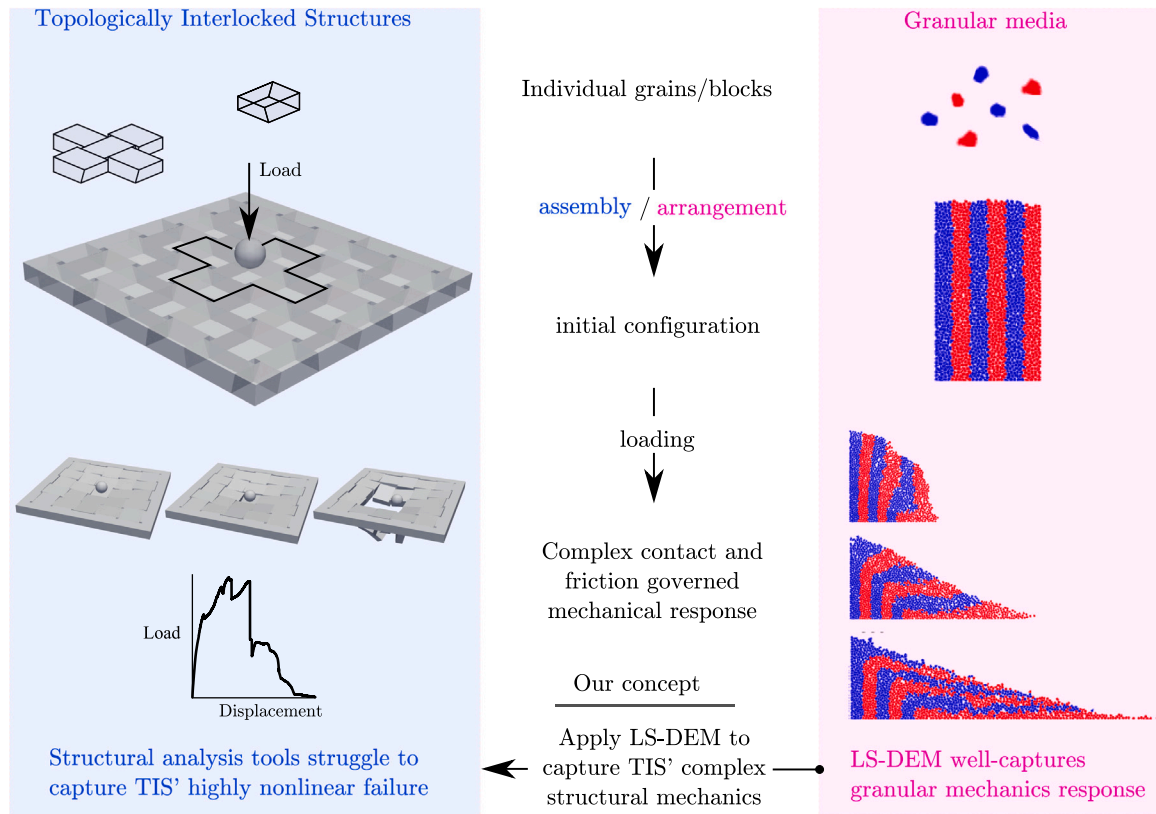 Topologically Interlocked Structures
Granular media
Individual grains/blocks
Load
assembly / arrangement
initial configuration
loading
Complex contact and
friction governed
mechanical response
Load
Displacement
Our concept
Apply LS-DEM to
capture TIS' complex
structural mechanics
Structural analysis tools struggle to
capture TIS' highly nonlinear failure
LS-DEM well-captures
granular mechanics response